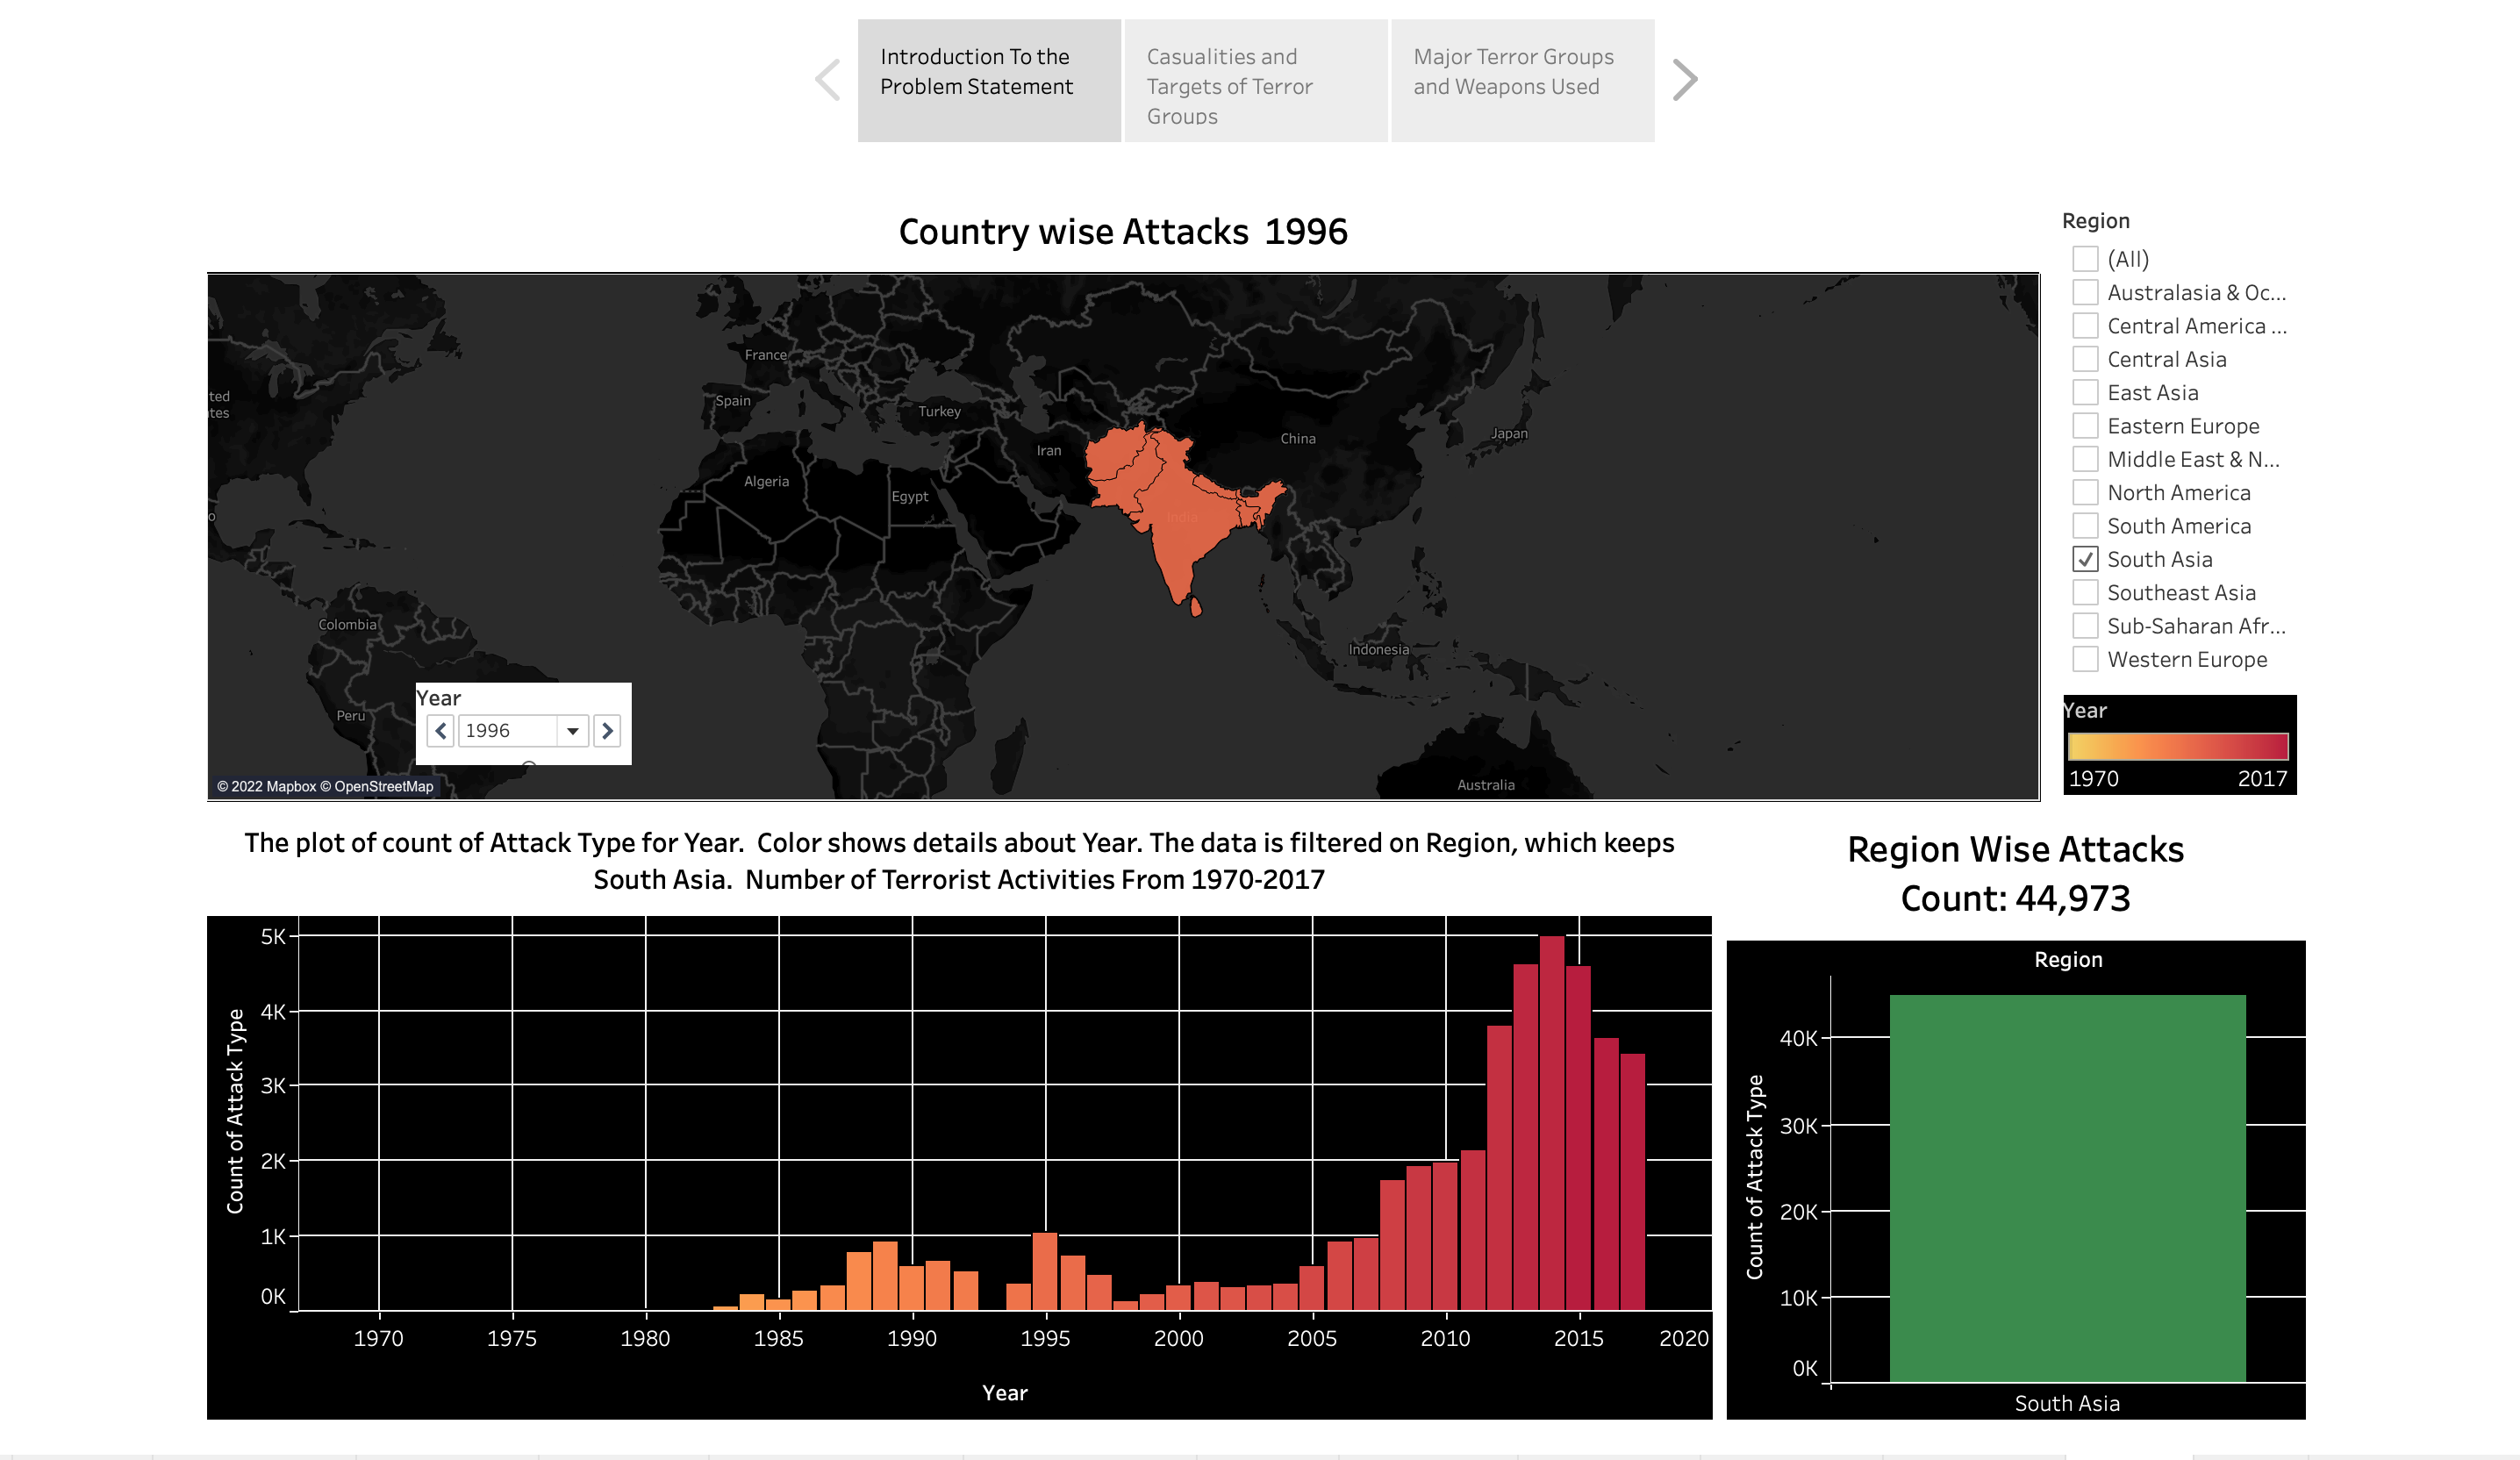 Introduction To the
Problem Statement
Casualities and
Targets of Terror
Groups
Major Terror Groups
and Weapons Used
Country wise Attacks 1996
Region
(All)
Australasia & Oc...
Central America ...
Central Asia
East Asia
Eastern Europe
Middle East & N...
North America
South America
South Asia
Southeast Asia
Sub-Saharan Afr...
Western Europe
France
Spain
Turkey
ted
tes
Iran
China
Japan
Algeria
Egypt
o
India
Colombia
Indonesia
Peru
Australia
Year
1996
© 2022 Mapbox © OpenStreetMap
Year
1970 2017
The plot of count of Attack Type for Year. Color shows details about Year. The data is filtered on Region, which keeps
South Asia. Number of Terrorist Activities From 1970-2017
Region Wise Attacks
Count: 44,973
Count of Attack Type
5K
4K
3K
2K
1K
0K
1970 1975 1980 1985 1990 1995 2000 2005 2010 2015 2020
Year
Region
Count of Attack Type
40K
30K
20K
10K
0K
South Asia